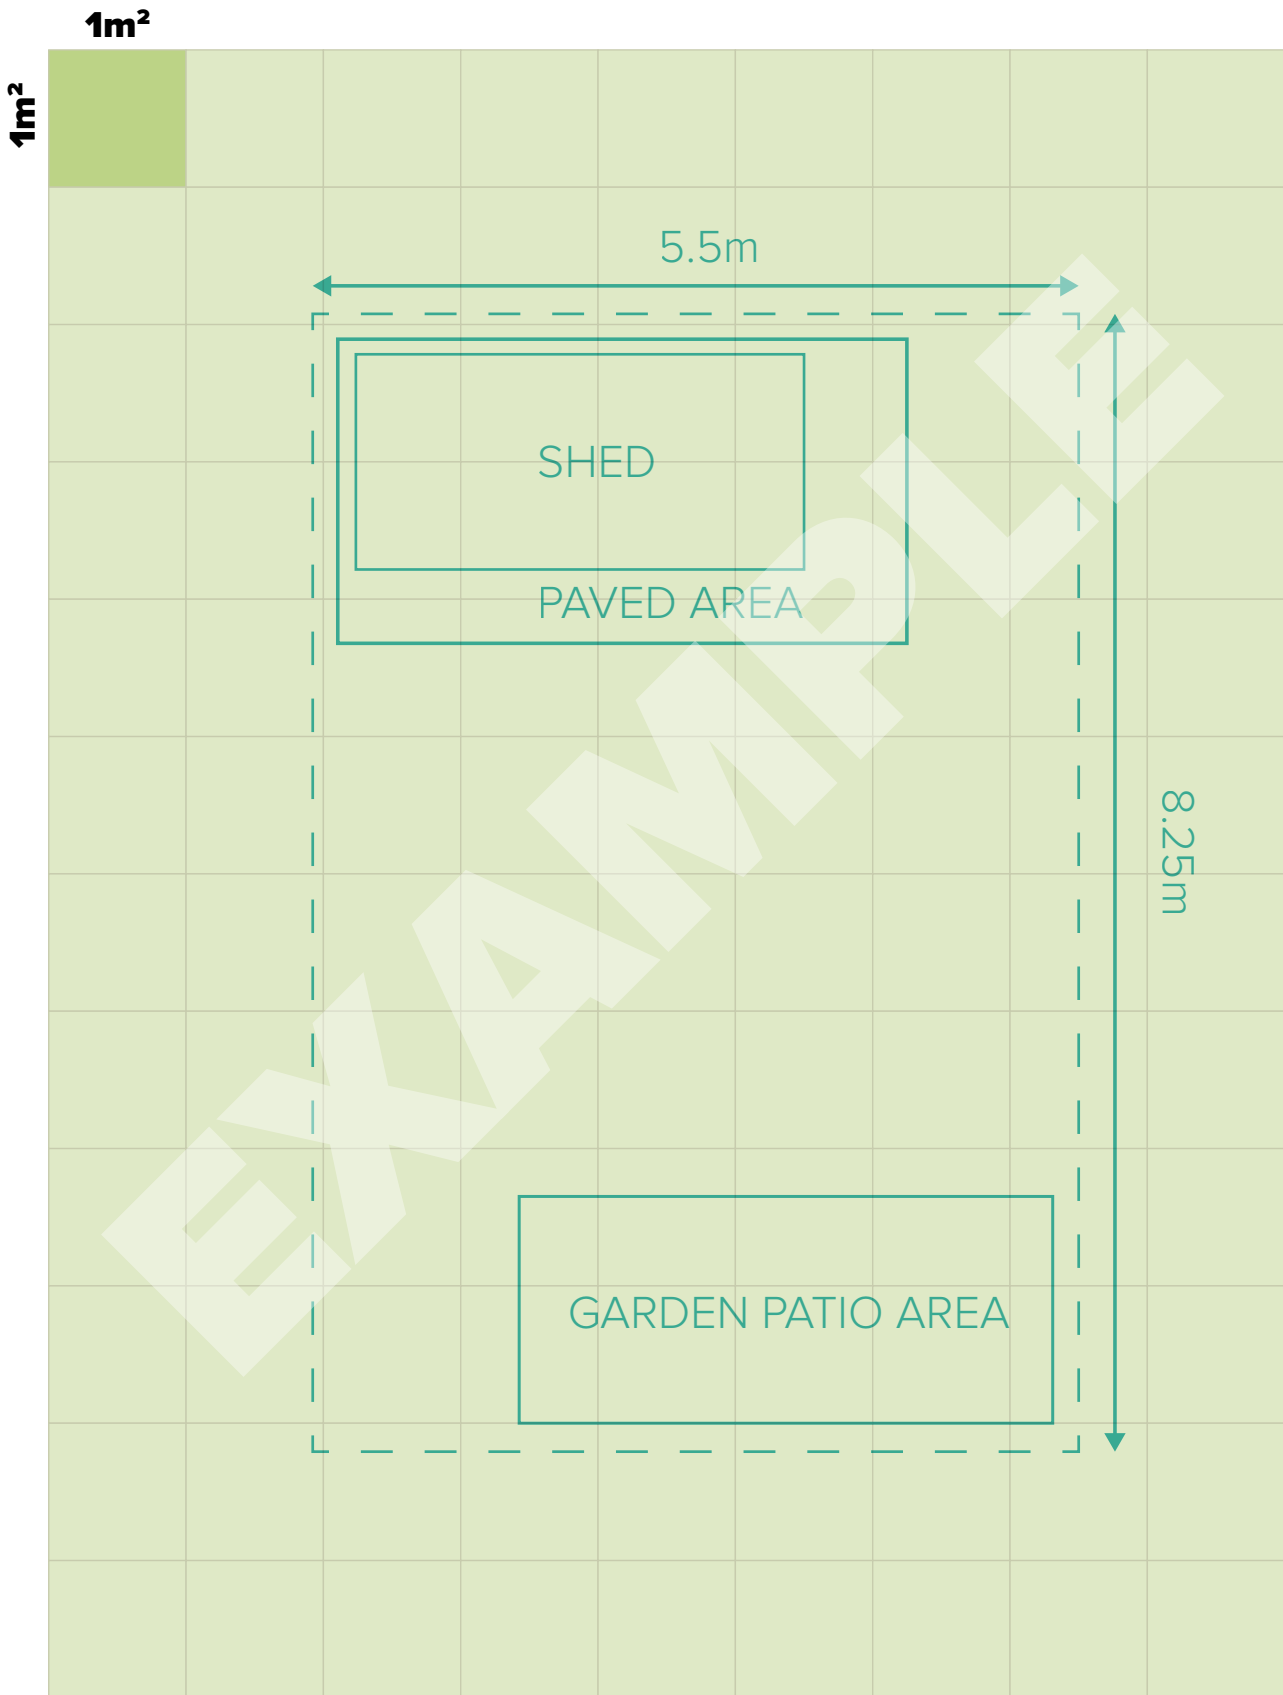 1m²
1m²
5.5m
SHED
PAVED AREA
8.25m
GARDEN PATIO AREA
EXAMPLE